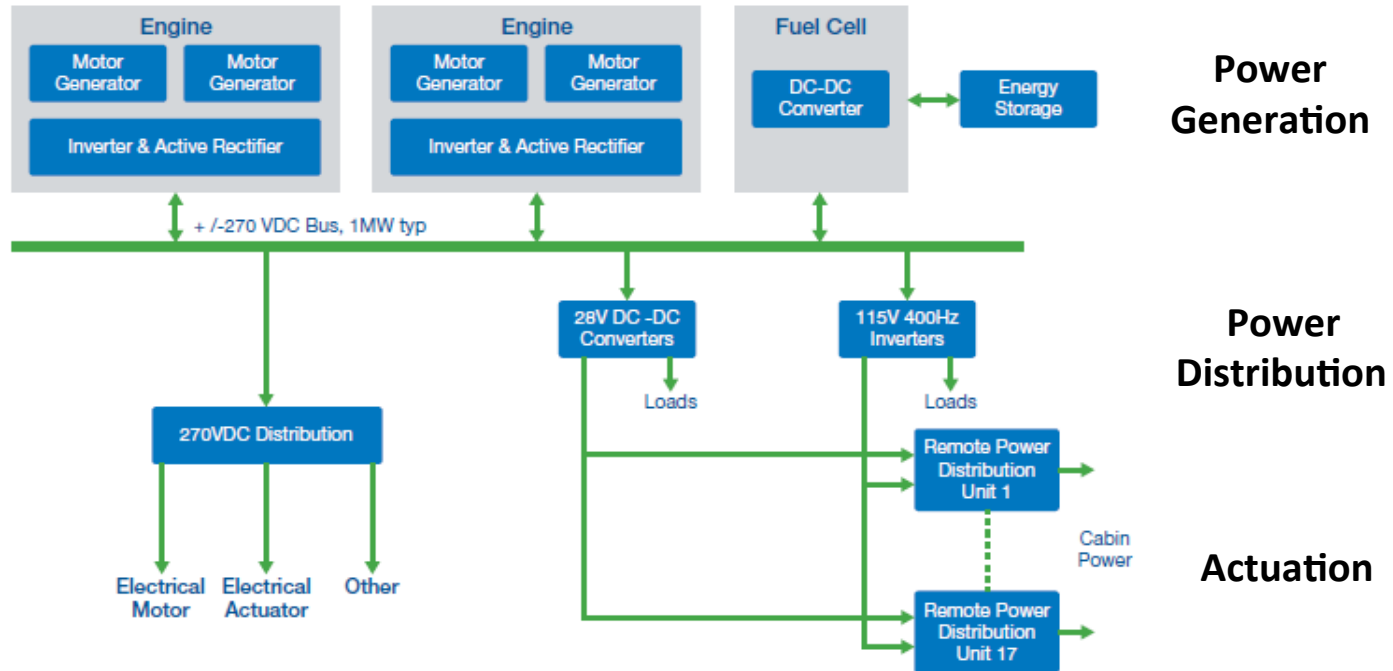 Engine
Motor
Generator
Motor
Generator
Inverter & Active Rectifier
Engine
Motor
Generator
Motor
Generator
Inverter & Active Rectifier
Fuel Cell
DC-DC
Converter
Energy
Storage
Power
Generation
+ /-270 VDC Bus, 1MW typ
28V DC -DC
Converters
115V 400Hz
Inverters
Loads
Loads
Power
Distribution
270VDC Distribution
Remote Power
Distribution
Unit 1
Cabin
Power
Electrical
Motor
Electrical
Actuator
Other
Actuation
Remote Power
Distribution
Unit 17